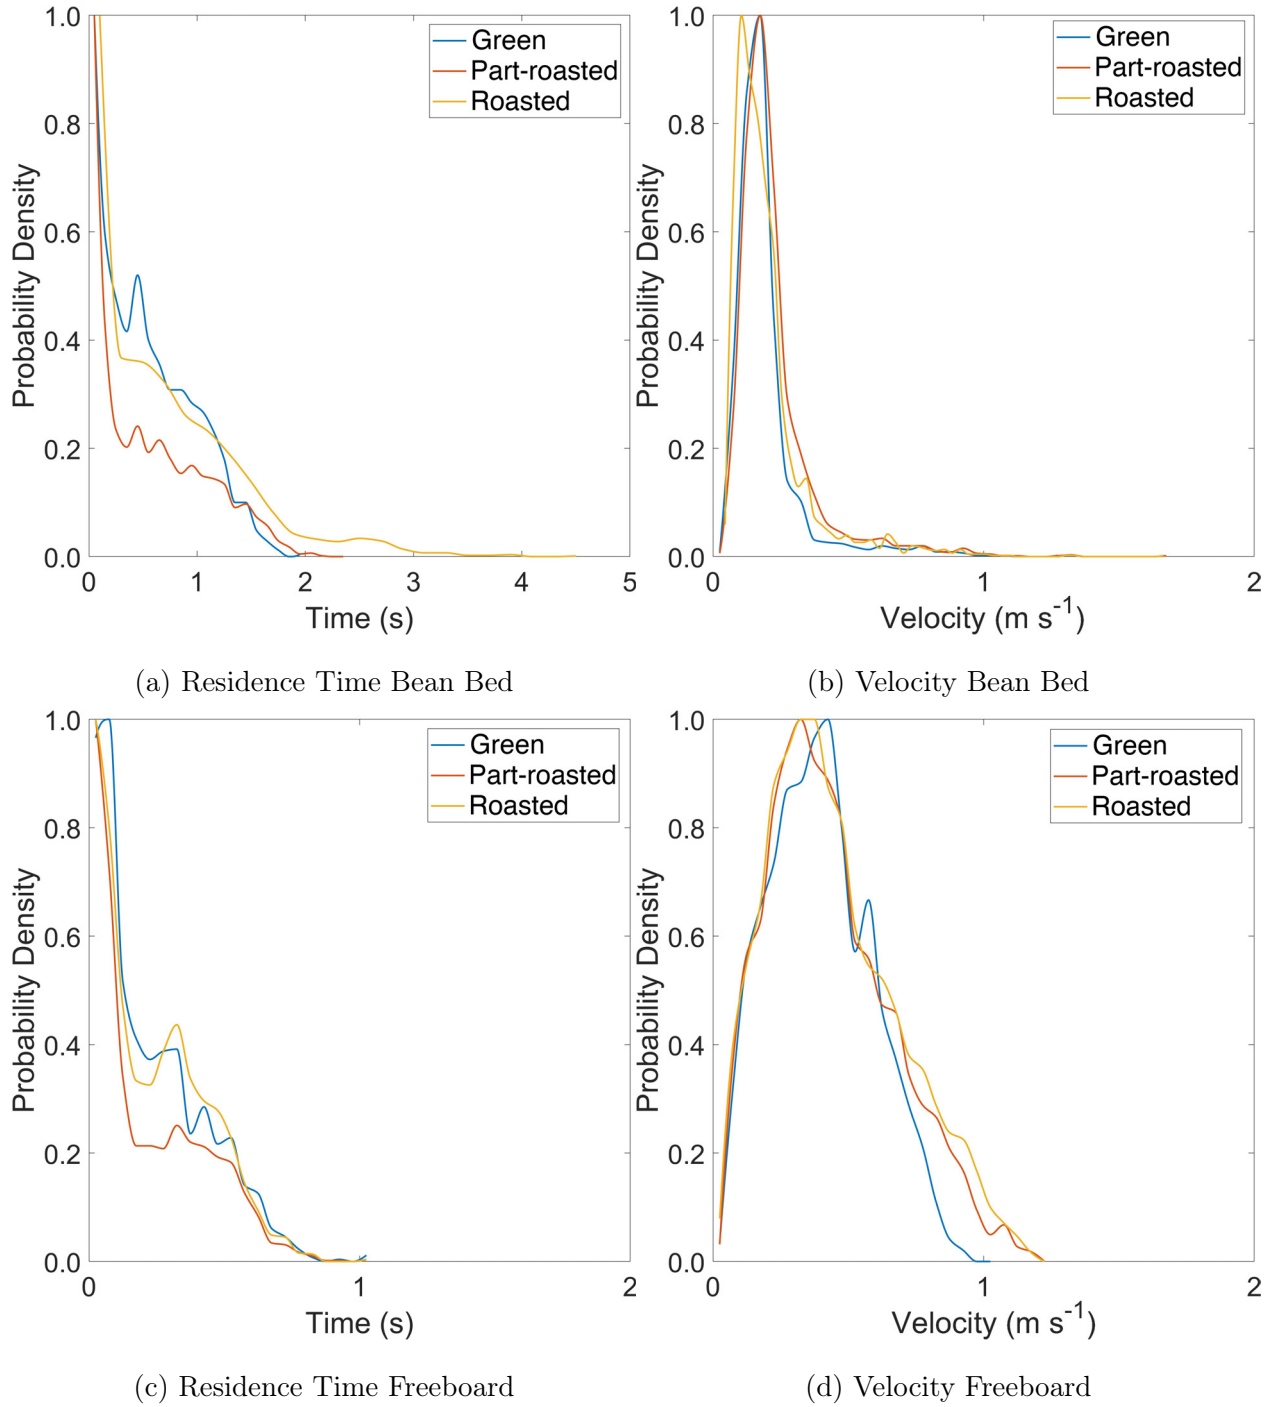 1.0
0.8
0.6
0.4
0.2
0.0
0 1 2 3 4 5
Probability Density
Time (s)
Green
Part-roasted
Roasted
(a) Residence Time Bean Bed
1.0
0.8
0.6
0.4
0.2
0.0
0 1 2
Probability Density
Velocity (m s-1)
Green
Part-roasted
Roasted
(b) Velocity Bean Bed
1.0
0.8
0.6
0.4
0.2
0.0
0 1 2
Probability Density
Time (s)
Green
Part-roasted
Roasted
(c) Residence Time Freeboard
1.0
0.8
0.6
0.4
0.2
0.0
0 1 2
Probability Density
Velocity (m s-1)
Green
Part-roasted
Roasted
(d) Velocity Freeboard